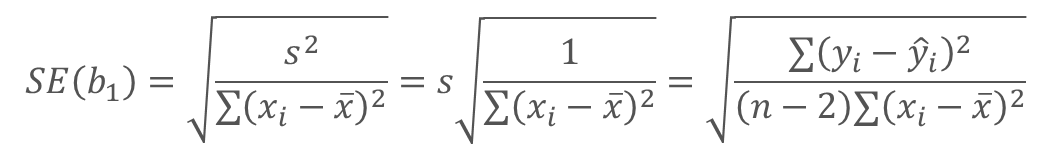 SE(b₁) = √(s² / ∑(xᵢ − x̄)²) = s√(1 / ∑(xᵢ − x̄)²) = √(∑(yᵢ − ŷᵢ)² / (n − 2)∑(xᵢ − x̄)²)